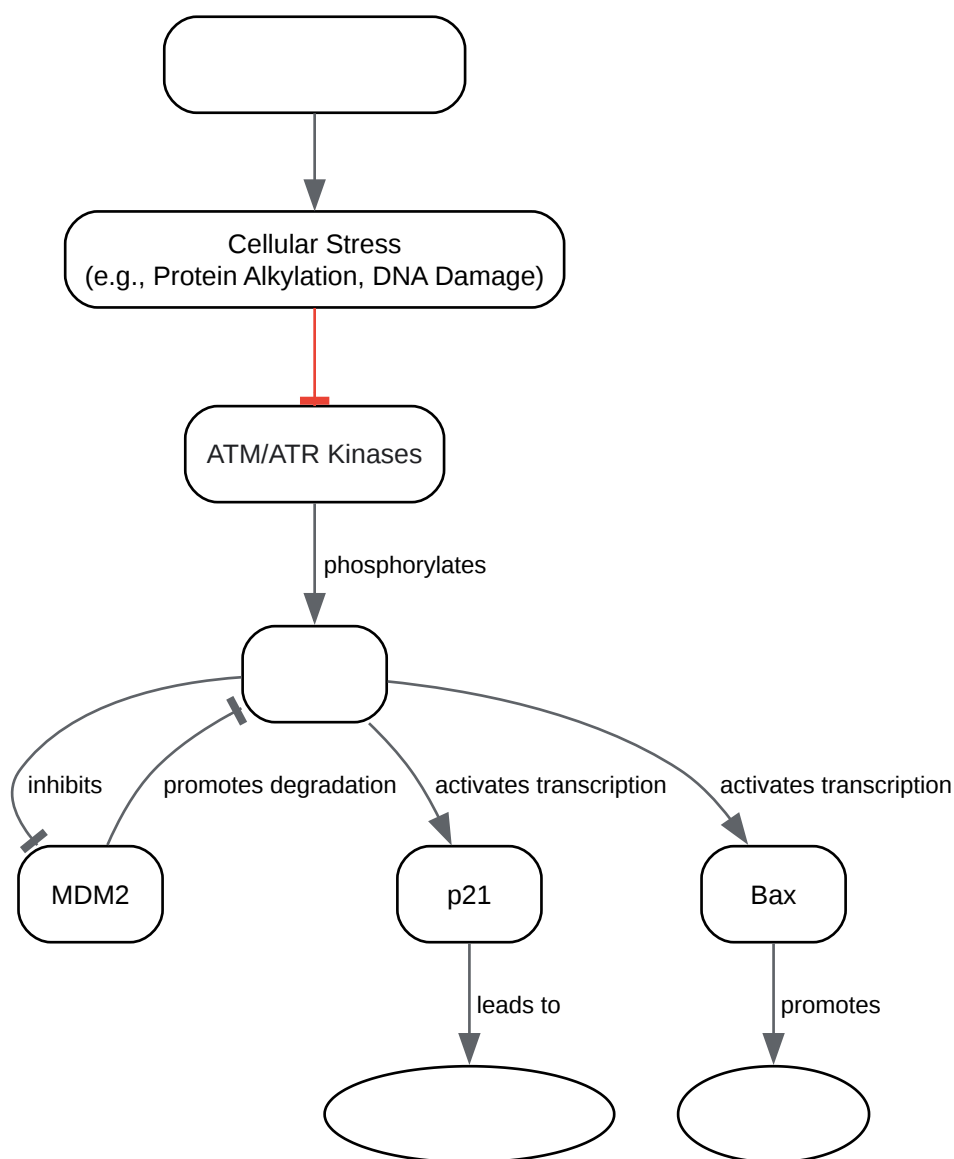 Cellular Stress
(e.g., Protein Alkylation, DNA Damage)
ATM/ATR Kinases
phosphorylates
inhibits
promotes degradation
activates transcription
activates transcription
MDM2
p21
Bax
leads to
promotes